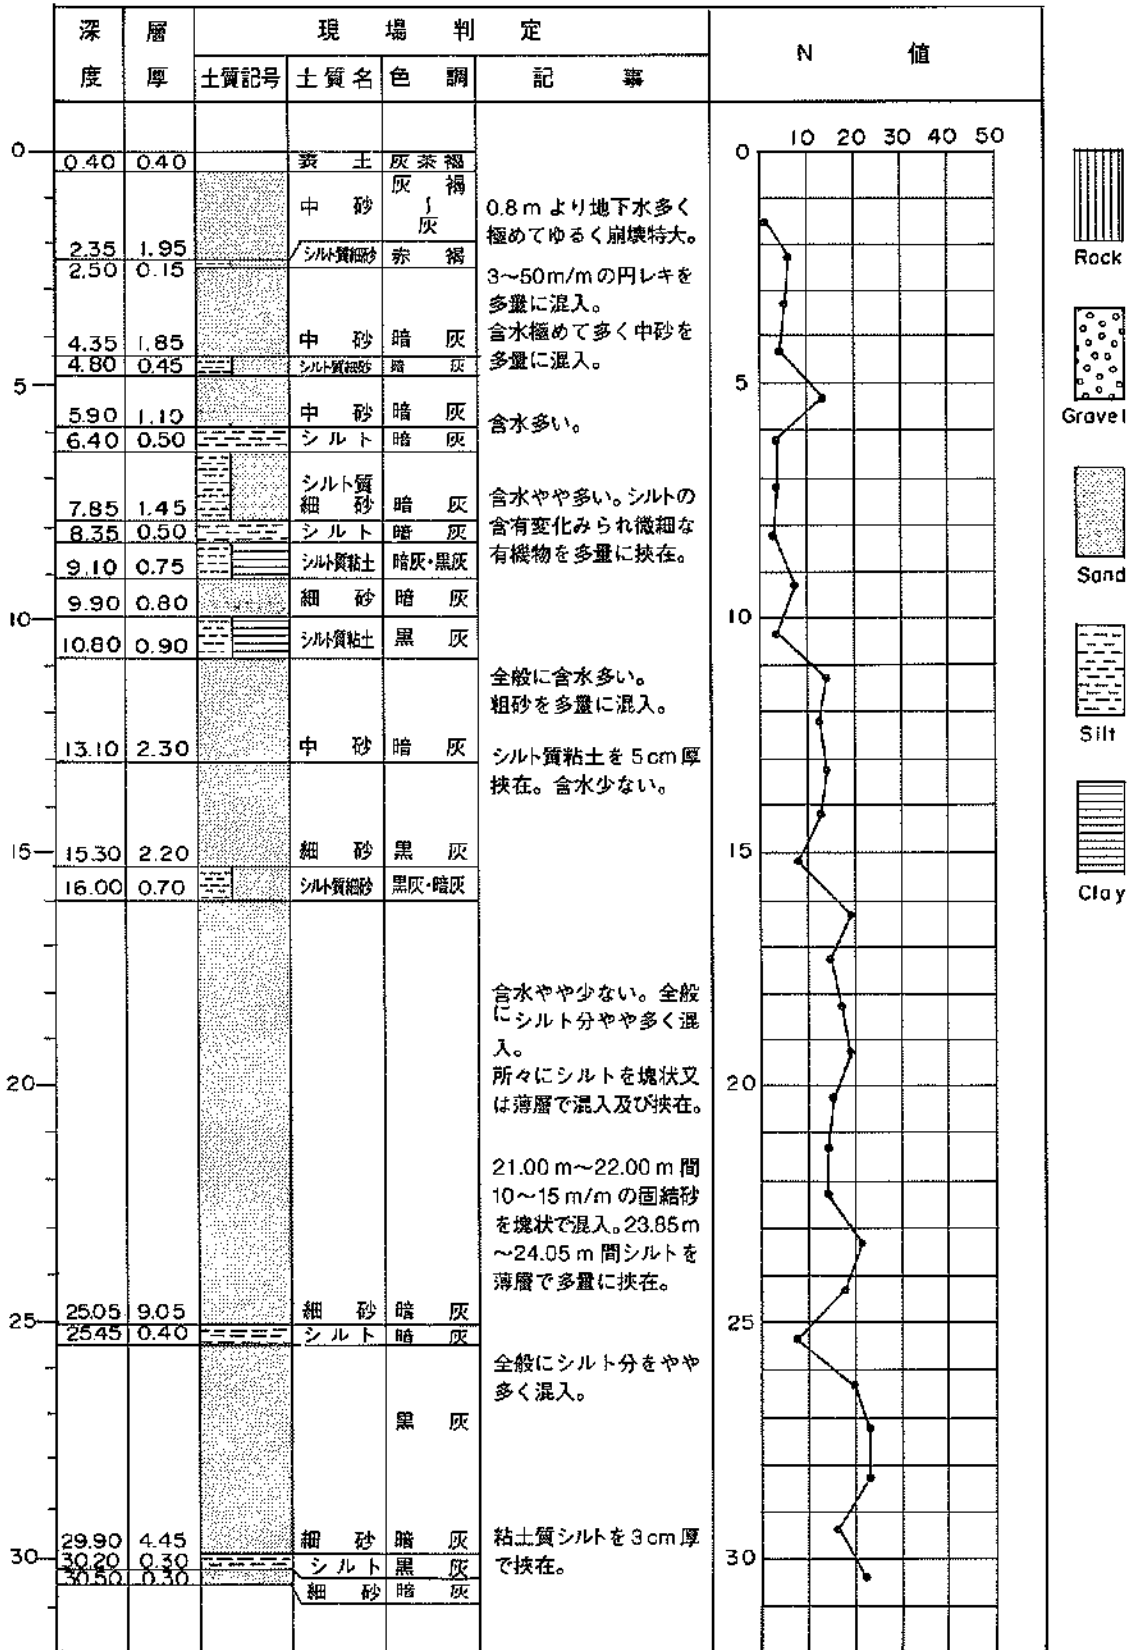 深 層 現 場 判 定 N 値
度 厚 土質記号 土質名 色 調 記 事
0 10 20 30 40 50
0.40 0.40 表 土 灰茶褐
中 砂 灰 褐 〜 灰
0.8mより地下水多く
極めてゆるく崩壊特大。
2.35 1.95
2.50 0.15 シルト質細砂 赤 褐
3〜50m/mの円レキを
多量に混入。
含水極めて多く中砂を
多量に混入。
4.35 1.85 中 砂 暗 灰
4.80 0.45 シルト質細砂 暗 灰
5
5.90 1.10 中 砂 暗 灰 含水多い。
6.40 0.50 シルト 暗 灰
シルト質
7.85 1.45 細 砂 暗 灰
8.35 0.50 シルト 暗 灰
含水やや多い。シルトの
含有変化みられ微細な
有機物を多量に挟在。
9.10 0.75 シルト質粘土 暗灰・黒灰
9.90 0.80 細 砂 暗 灰
10
10.80 0.90 シルト質粘土 黒 灰
全般に含水多い。
粗砂を多量に混入。
13.10 2.30 中 砂 暗 灰
シルト質粘土を5cm厚
挟在。含水少ない。
15
15.30 2.20 細 砂 黒 灰
16.00 0.70 シルト質細砂 黒灰・暗灰
含水やや少ない。全般
にシルト分やや多く混
入。
所々にシルトを塊状又
は薄層で混入及び挟在。
20
21.00m〜22.00m間
10〜15m/mの固結砂
を塊状で混入。23.85m
〜24.05m間シルトを
薄層で多量に挟在。
25.05 9.05 細 砂 暗 灰
25
25.45 0.40 シルト 暗 灰
全般にシルト分をやや
多く混入。
黒 灰
29.90 4.45 細 砂 暗 灰
粘土質シルトを3cm厚
で挟在。
30
30.20 0.30 シルト 黒 灰
30.50 0.30 細 砂 暗 灰
0
5
10
15
20
25
30
Rock
Gravel
Sand
Silt
Clay